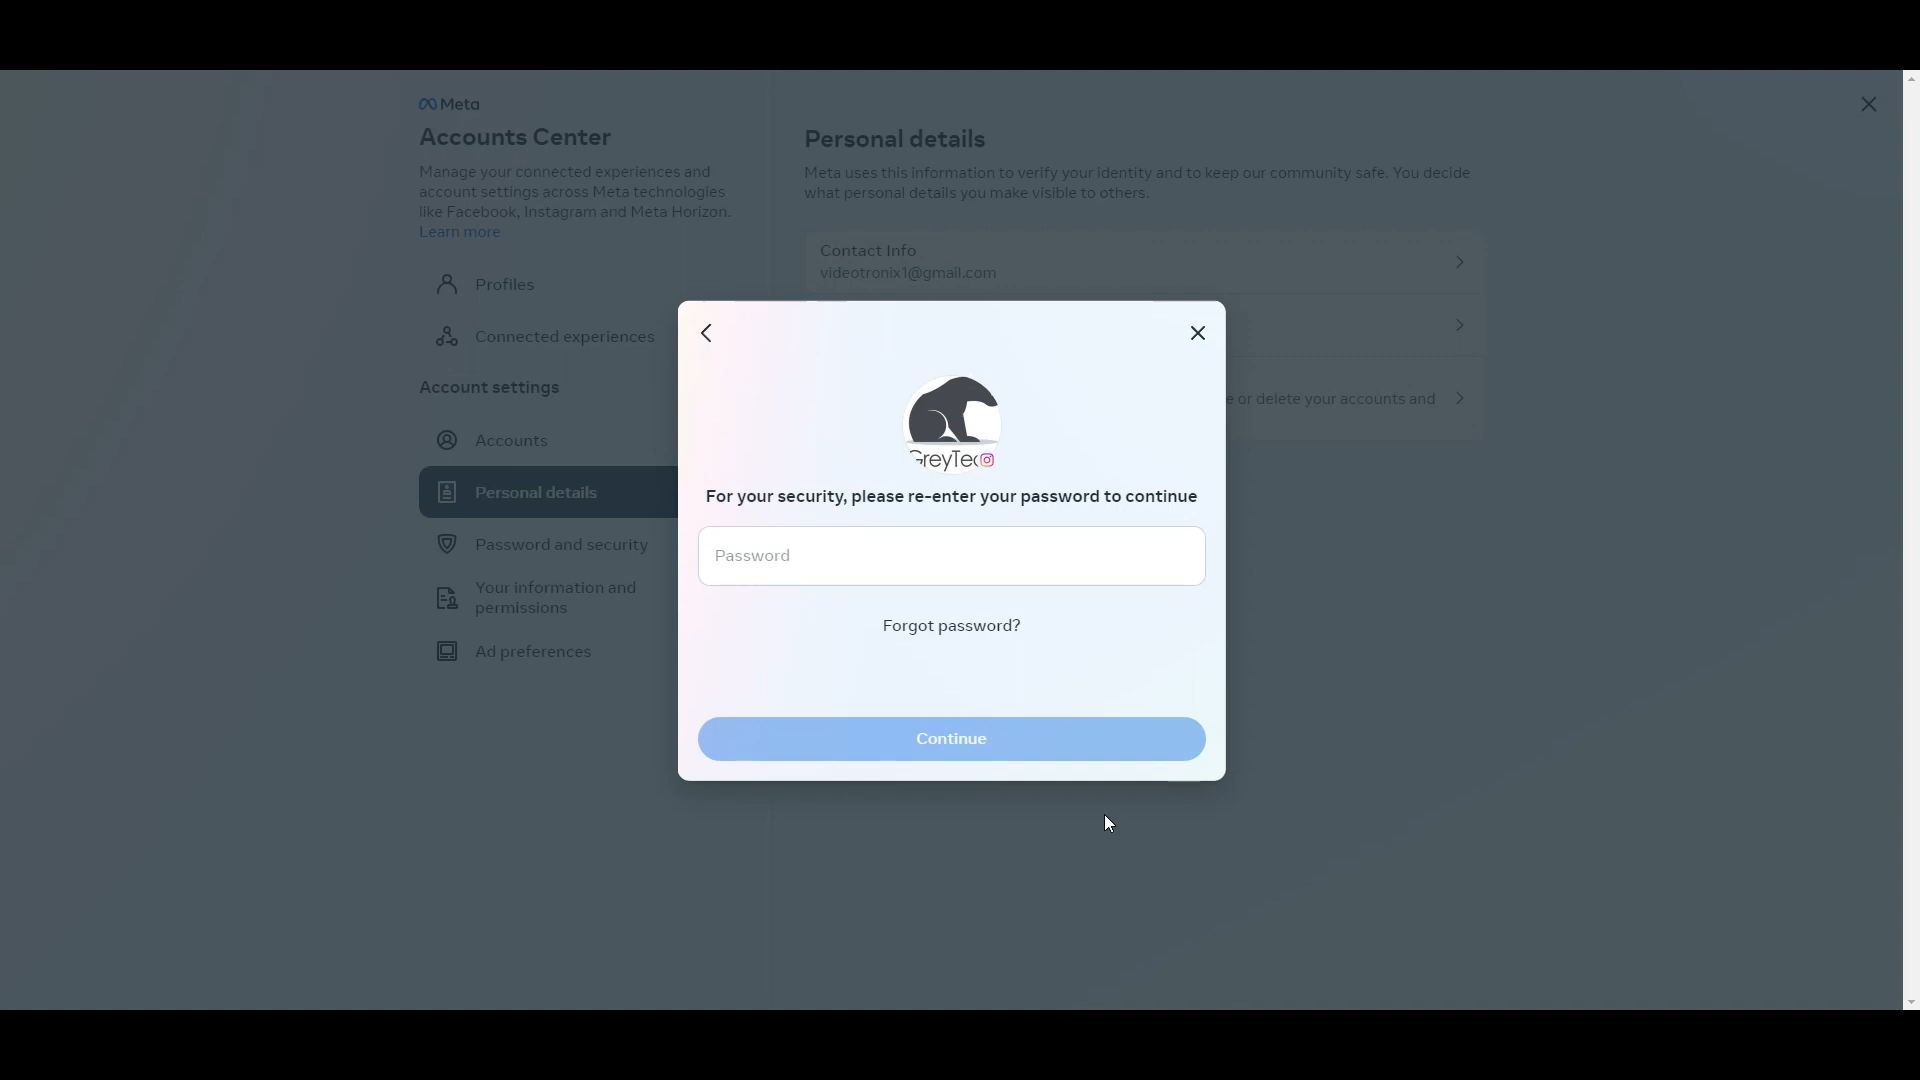 Meta
Accounts Center
Manage your connected experiences and
account settings across Meta technologies
like Facebook, Instagram and Meta Horizon.
Learn more
Profiles
Connected experiences
Account settings
Accounts
Personal details
Password and security
Your information and
permissions
Ad preferences
Personal details
Meta uses this information to verify your identity and to keep our community safe. You decide
what personal details you make visible to others.
Contact Info
videotronix1@gmail.com
e or delete your accounts and
GreyTec
For your security, please re-enter your password to continue
Password
Forgot password?
Continue